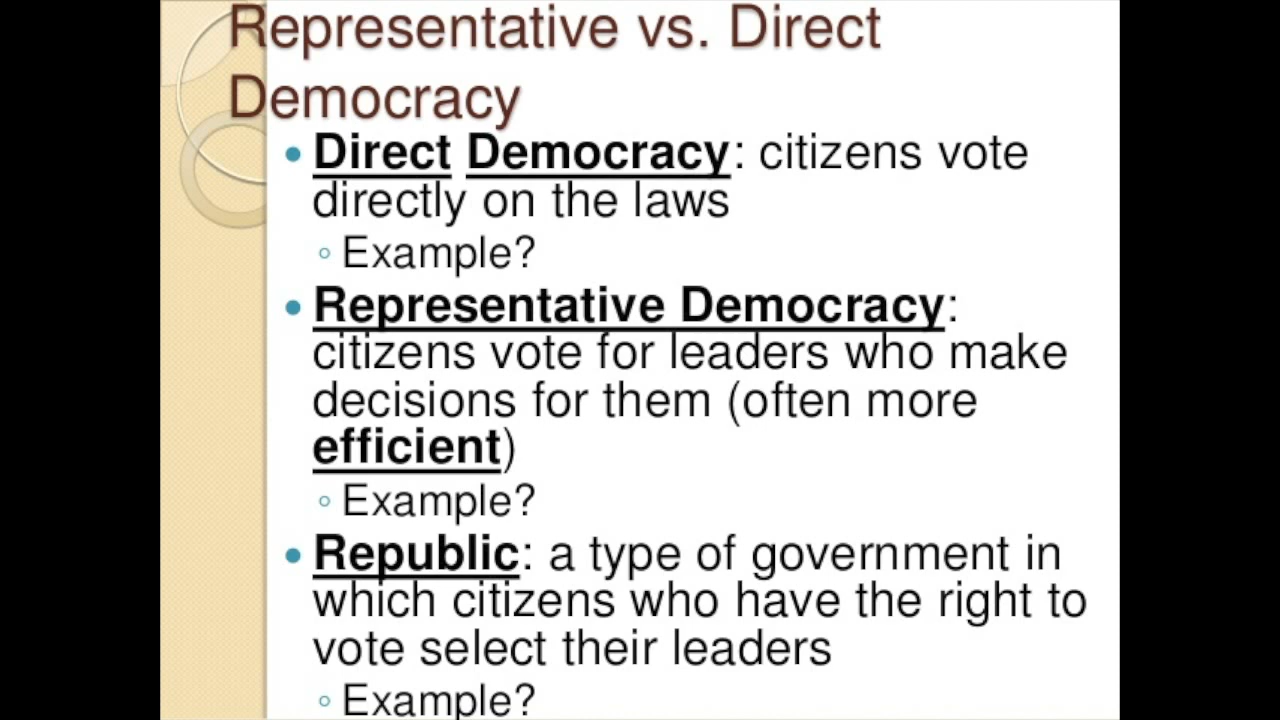 Representative vs. Direct
Democracy
• Direct Democracy: citizens vote
directly on the laws
◦ Example?
• Representative Democracy:
citizens vote for leaders who make
decisions for them (often more
efficient)
◦ Example?
• Republic: a type of government in
which citizens who have the right to
vote select their leaders
◦ Example?